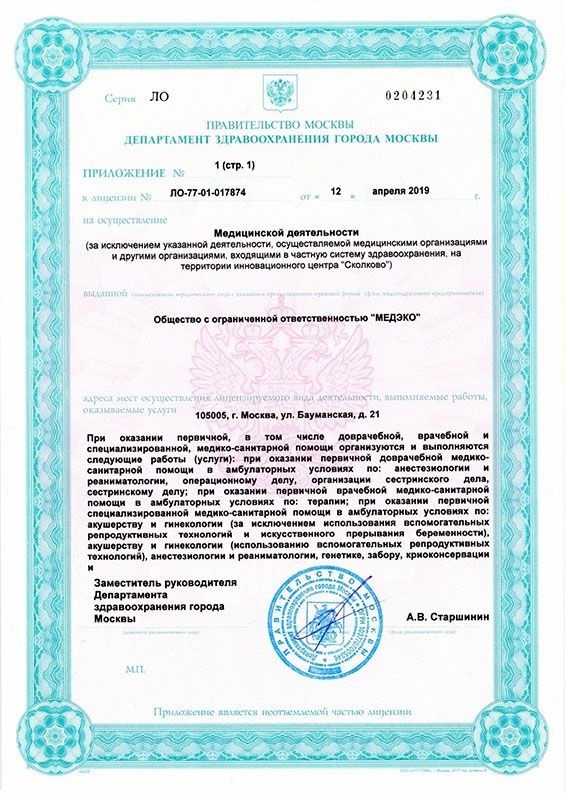 Серия ЛО
0204231
ПРАВИТЕЛЬСТВО МОСКВЫ
ДЕПАРТАМЕНТ ЗДРАВООХРАНЕНИЯ ГОРОДА МОСКВЫ
ПРИЛОЖЕНИЕ № 1 (стр. 1)
к лицензии № ЛО-77-01-017874 от « 12 » апреля 2019 г.
на осуществление
Медицинской деятельности
(за исключением указанной деятельности, осуществляемой медицинскими организациями
и другими организациями, входящими в частную систему здравоохранения, на
территории инновационного центра "Сколково")
выданной (наименование юридического лица с указанием организационно-правовой формы (ф.и.о. индивидуального предпринимателя)
Общество с ограниченной ответственностью "МЕДЭКО"
адреса мест осуществления лицензируемого вида деятельности, выполняемые работы,
оказываемые услуги
105005, г. Москва, ул. Бауманская, д. 21
При оказании первичной, в том числе доврачебной, врачебной и
специализированной, медико-санитарной помощи организуются и выполняются
следующие работы (услуги): при оказании первичной доврачебной медико-
санитарной помощи в амбулаторных условиях по: анестезиологии и
реаниматологии, операционному делу, организации сестринского дела,
сестринскому делу; при оказании первичной врачебной медико-санитарной
помощи в амбулаторных условиях по: терапии; при оказании первичной
специализированной медико-санитарной помощи в амбулаторных условиях по:
акушерству и гинекологии (за исключением использования вспомогательных
репродуктивных технологий и искусственного прерывания беременности),
акушерству и гинекологии (использованию вспомогательных репродуктивных
технологий), анестезиологии и реаниматологии, генетике, забору, криоконсервации
и
Заместитель руководителя
Департамента
здравоохранения города
Москвы
А.В. Старшинин
(должность уполномоченного лица)
(ф.и.о. уполномоченного лица)
ПРАВИТЕЛЬСТВО МОСКВЫ
Департамент здравоохранения города Москвы
М.П.
Приложение является неотъемлемой частью лицензии